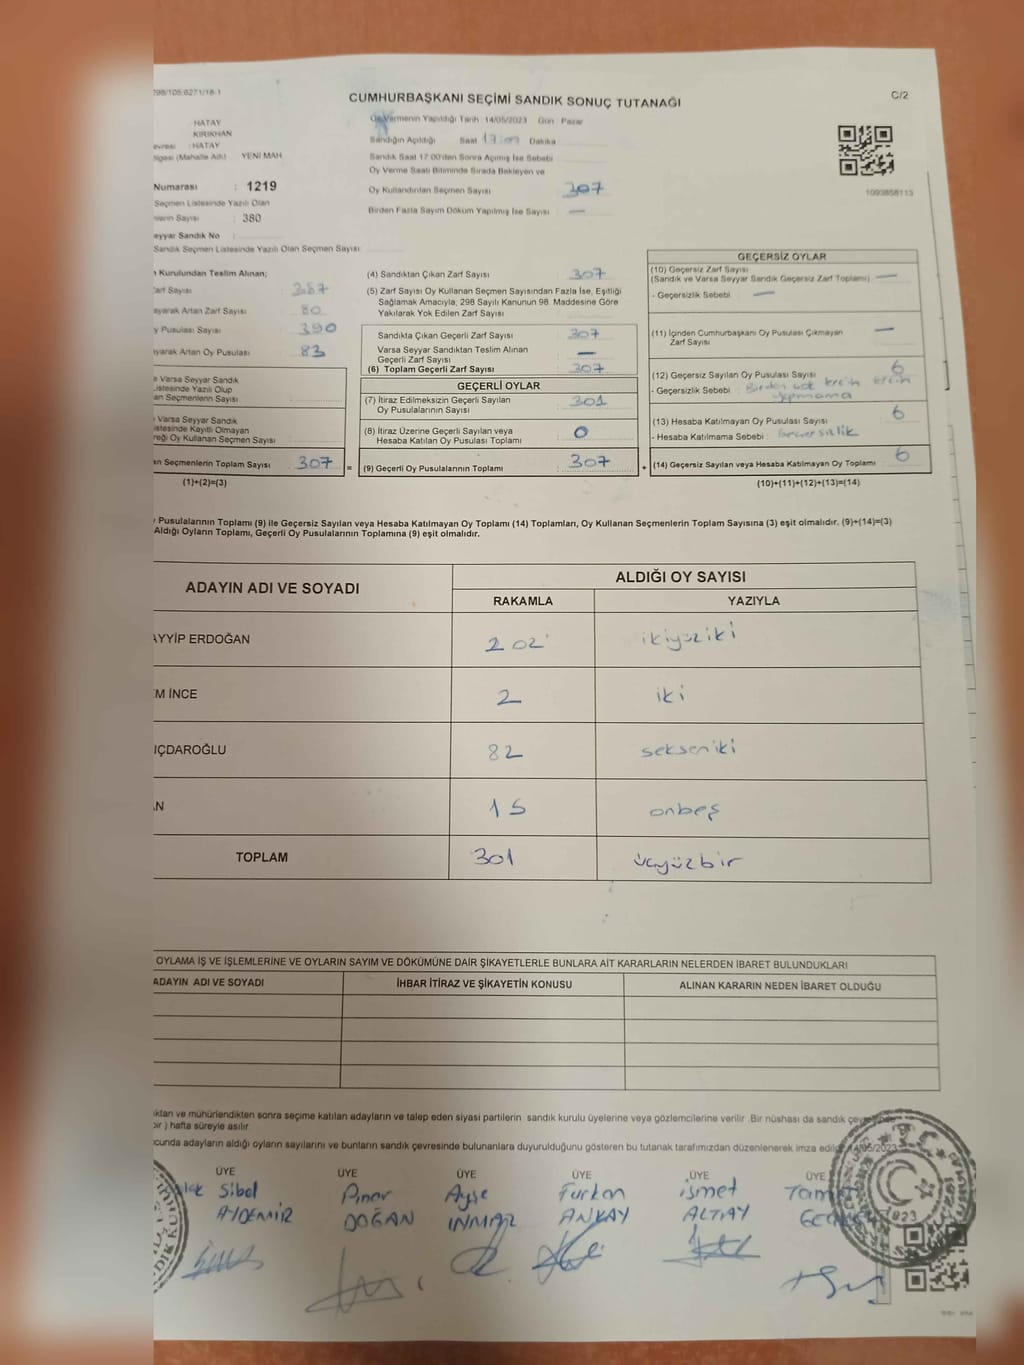 298/105:6271/18-1
CUMHURBAŞKANI SEÇİMİ SANDIK SONUÇ TUTANAĞI
C/2
: HATAY
: KIRIKHAN
evresi : HATAY
ölgesi (Mahalle Adı) : YENİ MAH
Numarası : 1219
Seçmen Listesinde Yazılı Olan
Sayısı : 380
eyyar Sandık No :
Sandık Seçmen Listesinde Yazılı Olan Seçmen Sayısı :
Oy Vermenin Yapıldığı Tarih : 14/05/2023 Gün : Pazar
Sandığın Açıldığı Saat 17:00 Dakika
Sandık Saat 17:00'den Sonra Açılmış İse Sebebi :
Oy Verme Saati Bitiminde Sırada Bekleyen ve
Oy Kullandırılan Seçmen Sayısı : 307
Birden Fazla Sayım Döküm Yapılmış İse Sayısı : —
1093858113
n Kurulundan Teslim Alınan;
Zarf Sayısı : 387
ayarak Artan Zarf Sayısı : 80
y Pusulası Sayısı : 390
ayarak Artan Oy Pusulası : 83
e Varsa Seyyar Sandık
Listesinde Yazılı Olup
an Seçmenlerin Sayısı :
Varsa Seyyar Sandık
istesinde Kayıtlı Olmayan
reği Oy Kullanan Seçmen Sayısı :
an Seçmenlerin Toplam Sayısı : 307
(1)+(2)=(3)
(4) Sandıktan Çıkan Zarf Sayısı : 307
(5) Zarf Sayısı Oy Kullanan Seçmen Sayısından Fazla İse, Eşitliği
Sağlamak Amacıyla, 298 Sayılı Kanunun 98. Maddesine Göre
Yakılarak Yok Edilen Zarf Sayısı :
Sandıkta Çıkan Geçerli Zarf Sayısı : 307
Varsa Seyyar Sandıktan Teslim Alınan
Geçerli Zarf Sayısı : —
(6) Toplam Geçerli Zarf Sayısı : 307
GEÇERLİ OYLAR
(7) İtiraz Edilmeksizin Geçerli Sayılan
Oy Pusulalarının Sayısı : 301
(8) İtiraz Üzerine Geçerli Sayılan veya
Hesaba Katılan Oy Pusulası Toplamı : 0
= (9) Geçerli Oy Pusulalarının Toplamı : 307
GEÇERSİZ OYLAR
(10) Geçersiz Zarf Sayısı
(Sandık ve Varsa Seyyar Sandık Geçersiz Zarf Toplamı) : —
- Geçersizlik Sebebi : —
(11) İçinden Cumhurbaşkanı Oy Pusulası Çıkmayan
Zarf Sayısı : —
(12) Geçersiz Sayılan Oy Pusulası Sayısı : 6
- Geçersizlik Sebebi : Birden çok tercih tercih
yapmama
(13) Hesaba Katılmayan Oy Pusulası Sayısı : 6
- Hesaba Katılmama Sebebi : Geçersizlik
+ (14) Geçersiz Sayılan veya Hesaba Katılmayan Oy Toplamı : 6
(10)+(11)+(12)+(13)=(14)
Pusulalarının Toplamı (9) ile Geçersiz Sayılan veya Hesaba Katılmayan Oy Toplamı (14) Toplamları, Oy Kullanan Seçmenlerin Toplam Sayısına (3) eşit olmalıdır. (9)+(14)=(3)
Aldığı Oyların Toplamı, Geçerli Oy Pusulalarının Toplamına (9) eşit olmalıdır.
ADAYIN ADI VE SOYADI
ALDIĞI OY SAYISI
RAKAMLA YAZIYLA
AYYİP ERDOĞAN 202 ikiyüziki
EM İNCE 2 iki
IÇDAROĞLU 82 sekseniki
AN 15 onbeş
TOPLAM 301 üçyüzbir
OYLAMA İŞ VE İŞLEMLERİNE VE OYLARIN SAYIM VE DÖKÜMÜNE DAİR ŞİKAYETLERLE BUNLARA AİT KARARLARIN NELERDEN İBARET BULUNDUKLARI
ADAYIN ADI VE SOYADI İHBAR İTİRAZ VE ŞİKAYETİN KONUSU ALINAN KARARIN NEDEN İBARET OLDUĞU
ıktan ve mühürlendikten sonra seçime katılan adayların ve talep eden siyasi partilerin sandık kurulu üyelerine veya gözlemcilerine verilir. Bir nüshası da sandık
bir ) hafta süreyle asılır.
cunda adayların aldığı oyların sayılarını ve bunların sandık çevresinde bulunanlara duyurulduğunu gösteren bu tutanak tarafımızdan düzenlenerek imza 14/05/2023
ÜYE ÜYE ÜYE ÜYE ÜYE ÜYE
Sibel Pınar Ayşe Furkan İsmet
AYDEMİR DOĞAN INMAZ ANKAY ALTAY
T.C.
1923
DIK KURU